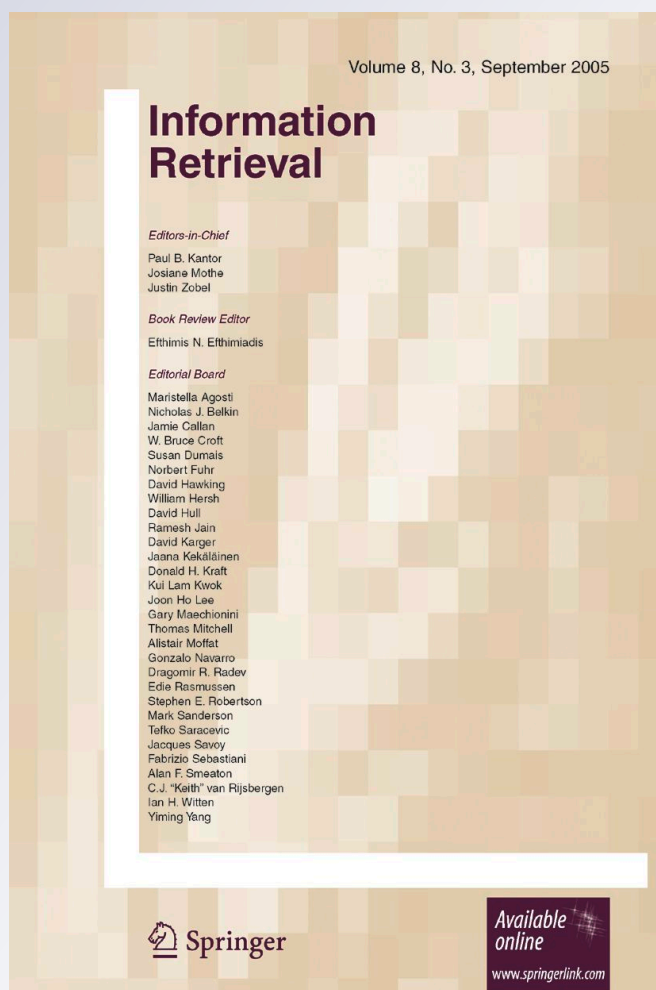 Volume 8, No. 3, September 2005
Information
Retrieval
Editors-in-Chief
Paul B. Kantor
Josiane Mothe
Justin Zobel
Book Review Editor
Efthimis N. Efthimiadis
Editorial Board
Maristella Agosti
Nicholas J. Belkin
Jamie Callan
W. Bruce Croft
Susan Dumais
Norbert Fuhr
David Hawking
William Hersh
David Hull
Ramesh Jain
David Karger
Jaana Kekäläinen
Donald H. Kraft
Kui Lam Kwok
Joon Ho Lee
Gary Maechionini
Thomas Mitchell
Alistair Moffat
Gonzalo Navarro
Dragomir R. Radev
Edie Rasmussen
Stephen E. Robertson
Mark Sanderson
Tefko Saracevic
Jacques Savoy
Fabrizio Sebastiani
Alan F. Smeaton
C.J. "Keith" van Rijsbergen
Ian H. Witten
Yiming Yang
Springer
Available
online
www.springerlink.com